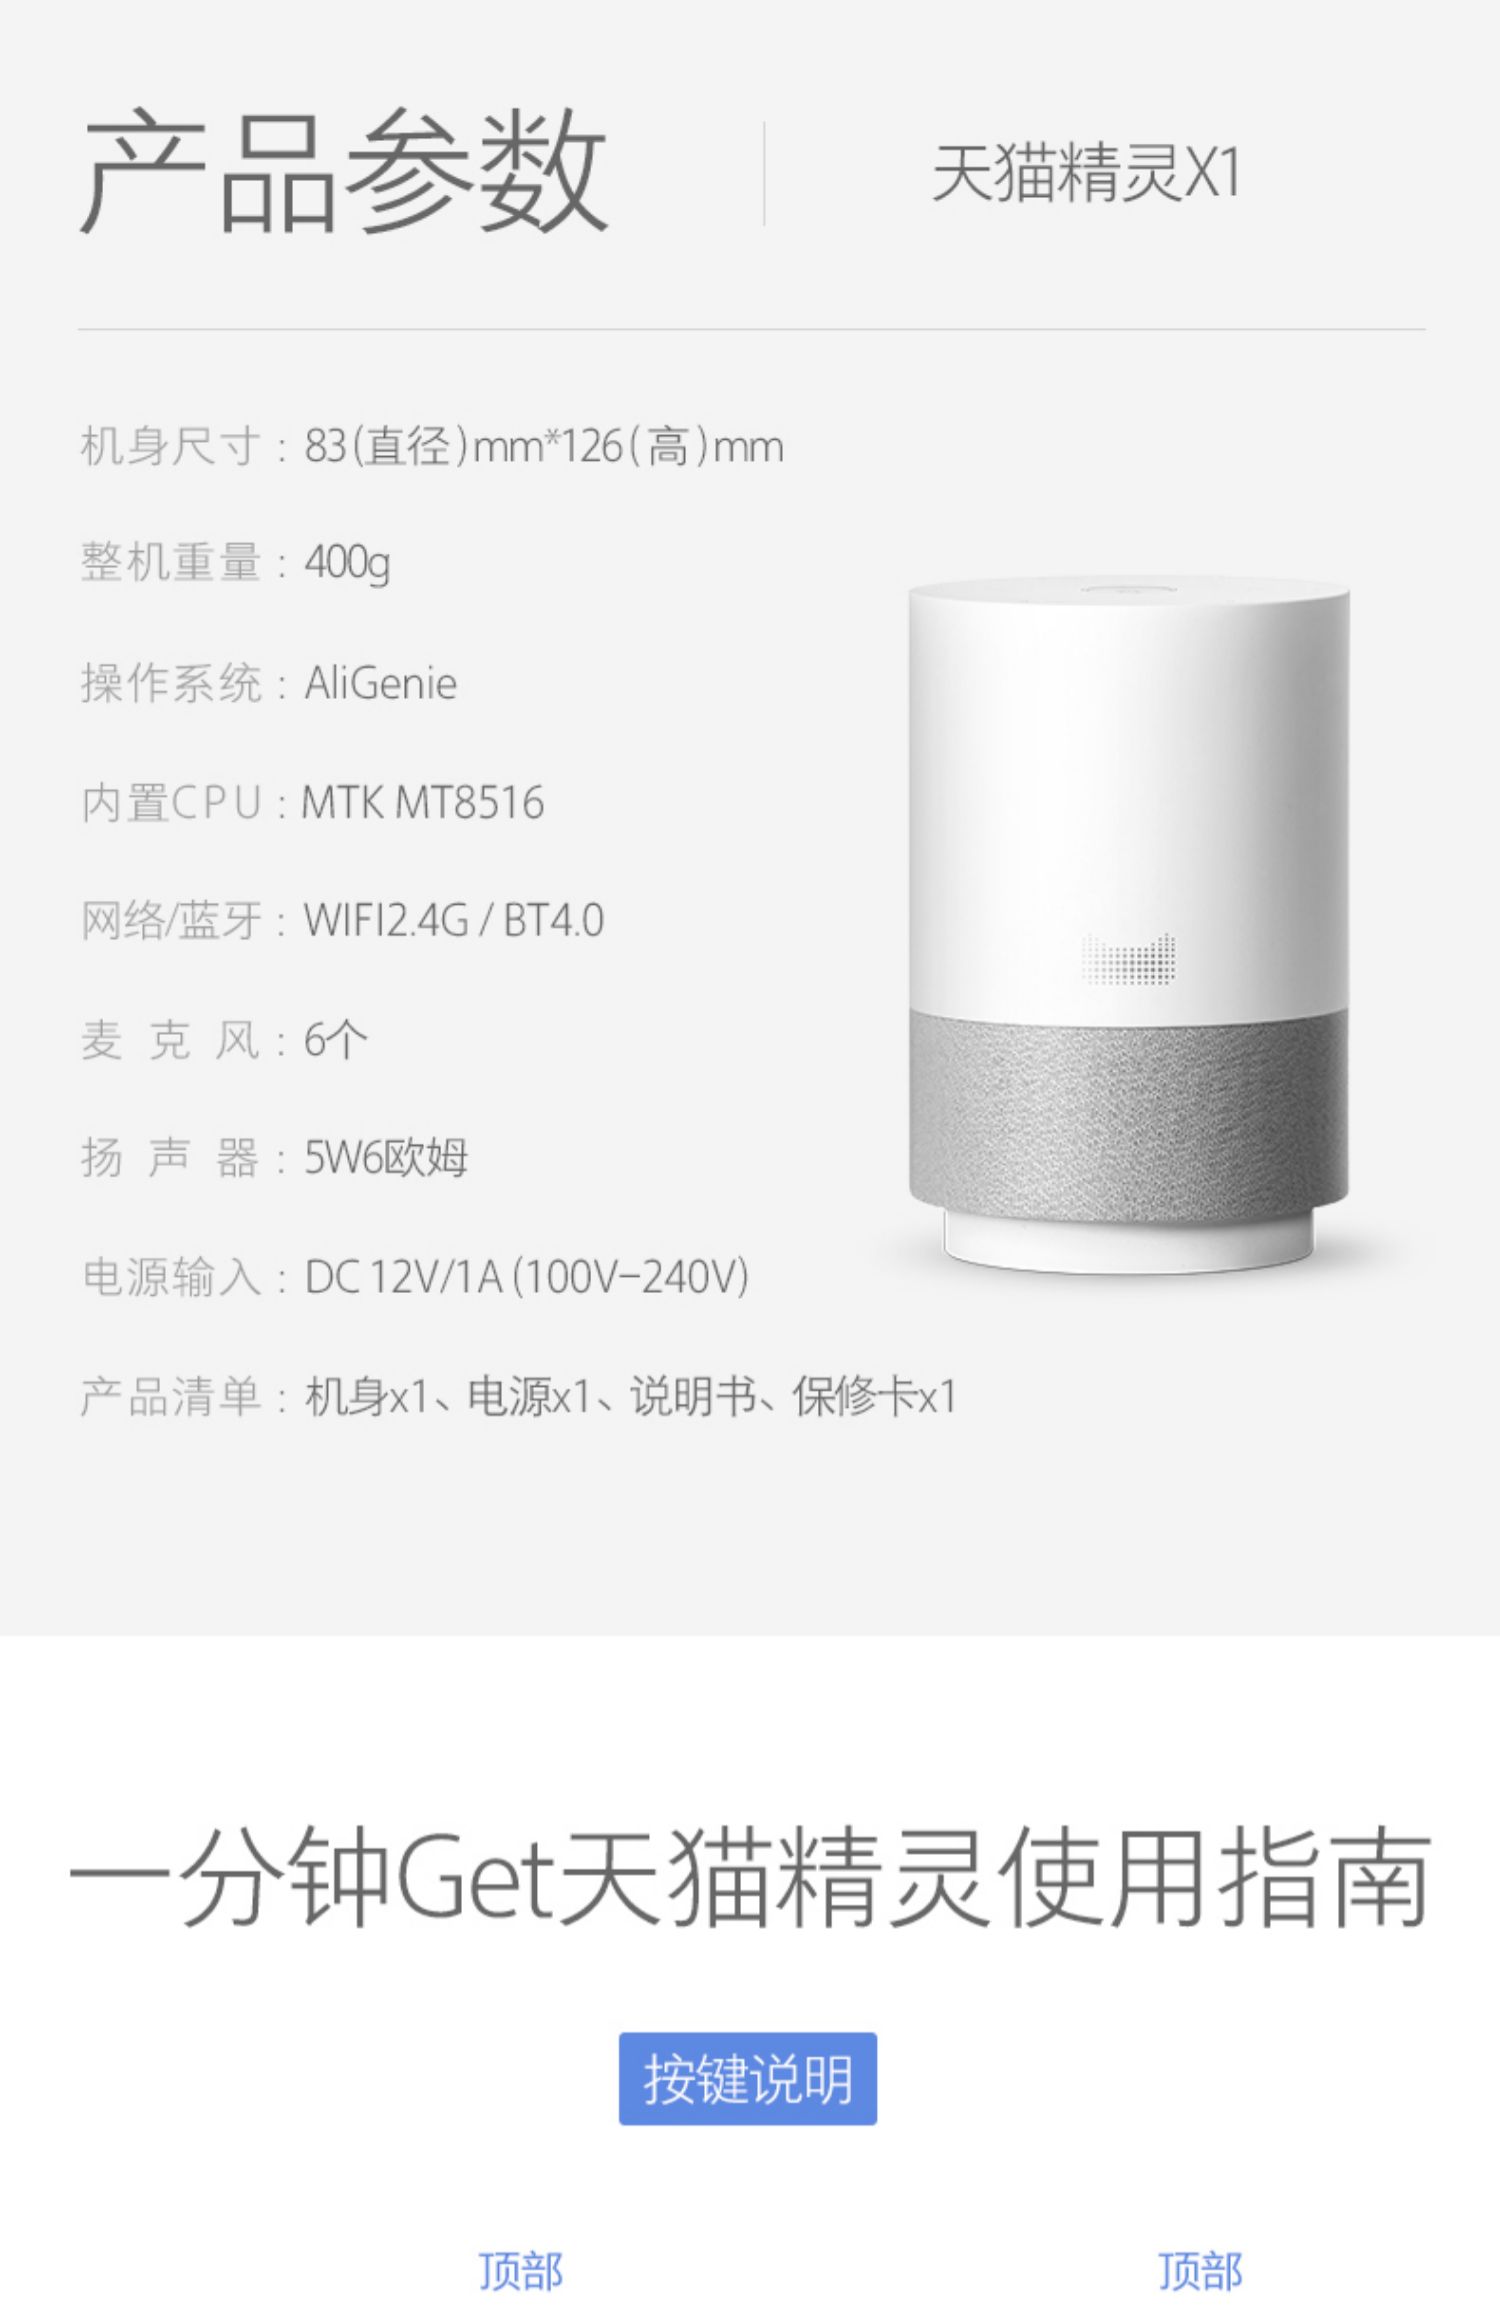 产品参数
天猫精灵X1
机身尺寸：83(直径)mm*126(高)mm
整机重量：400g
操作系统：AliGenie
内置CPU：MTK MT8516
网络/蓝牙：WIFI2.4G / BT4.0
麦克风：6个
扬声器：5W6欧姆
电源输入：DC 12V/1A (100V–240V)
产品清单：机身x1、电源x1、说明书、保修卡x1
一分钟Get天猫精灵使用指南
按键说明
顶部
顶部